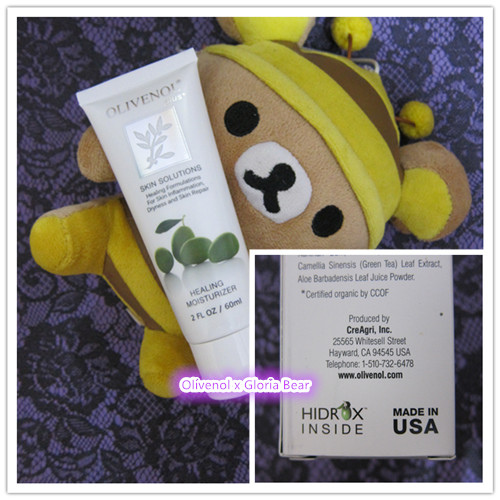 OLIVENOL
SKIN SOLUTIONS
Healing Formulations
For Skin Inflammation,
Dryness and Skin Repair
HEALING
MOISTURIZER
2 FL OZ / 60ml
Olivenol x Gloria Bear
Camellia Sinensis (Green Tea) Leaf Extract,
Aloe Barbadensis Leaf Juice Powder.
*Certified organic by CCOF
Produced by
CreAgri, Inc.
25565 Whitesell Street
Hayward, CA 94545 USA
Telephone: 1-510-732-6478
www.olivenol.com
HIDROX™
INSIDE
MADE IN
USA